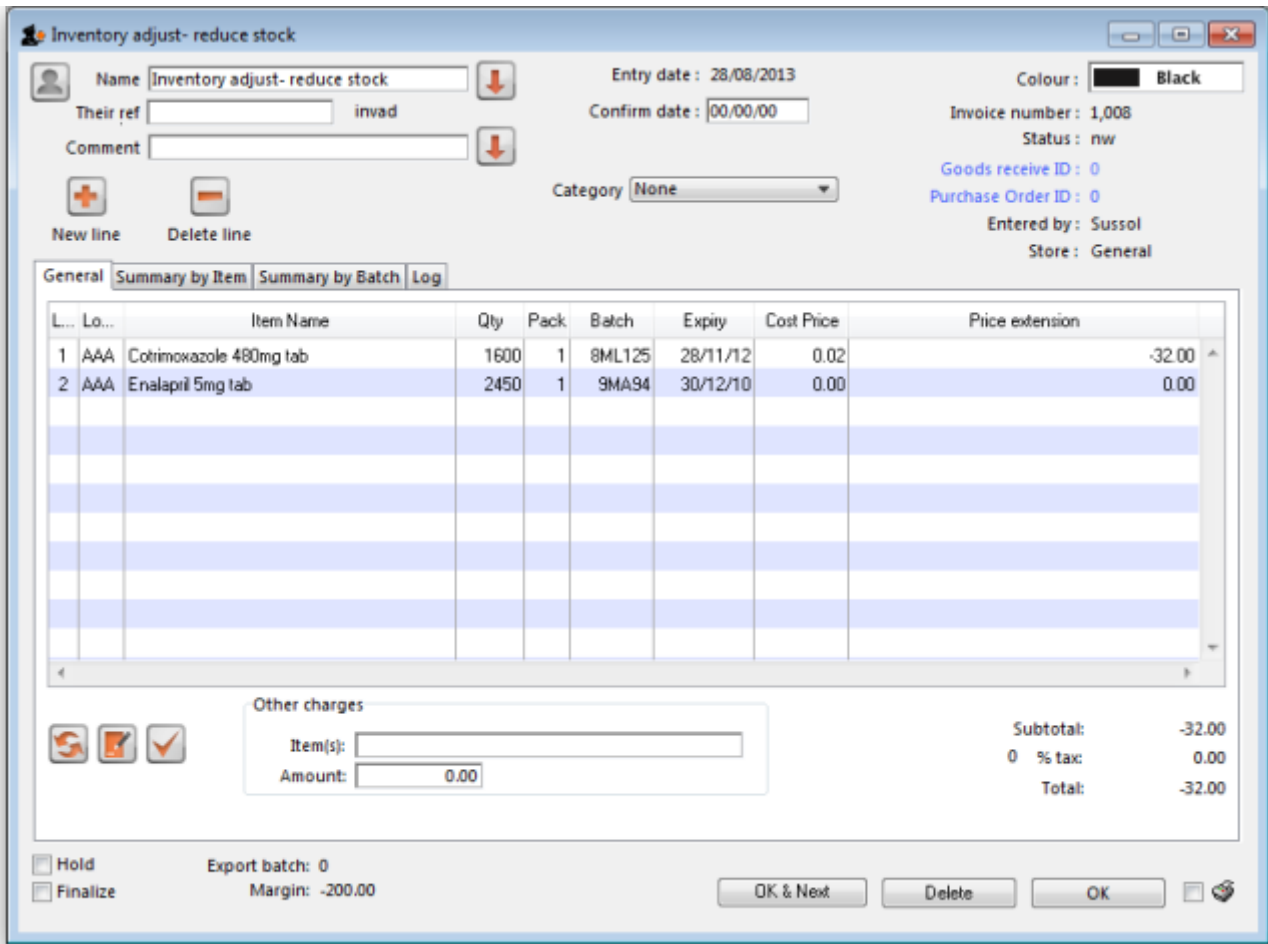 Inventory adjust- reduce stock
Name Inventory adjust- reduce stock Entry date : 28/08/2013 Colour : Black
Their ref invad Confirm date : 00/00/00 Invoice number : 1,008
Status : nw
Comment
Goods receive ID : 0
Category None Purchase Order ID : 0
Entered by : Sussol
New line Delete line
Store : General
General Summary by Item Summary by Batch Log
L... Lo... Item Name Qty Pack Batch Expiry Cost Price Price extension
1 AAA Cotrimoxazole 480mg tab 1600 1 8ML125 28/11/12 0.02 -32.00
2 AAA Enalapril 5mg tab 2450 1 9MA94 30/12/10 0.00 0.00
Other charges
Item(s): Subtotal: -32.00
0 % tax: 0.00
Amount: 0.00
Total: -32.00
Hold Export batch: 0
Finalize Margin: -200.00 OK & Next Delete OK